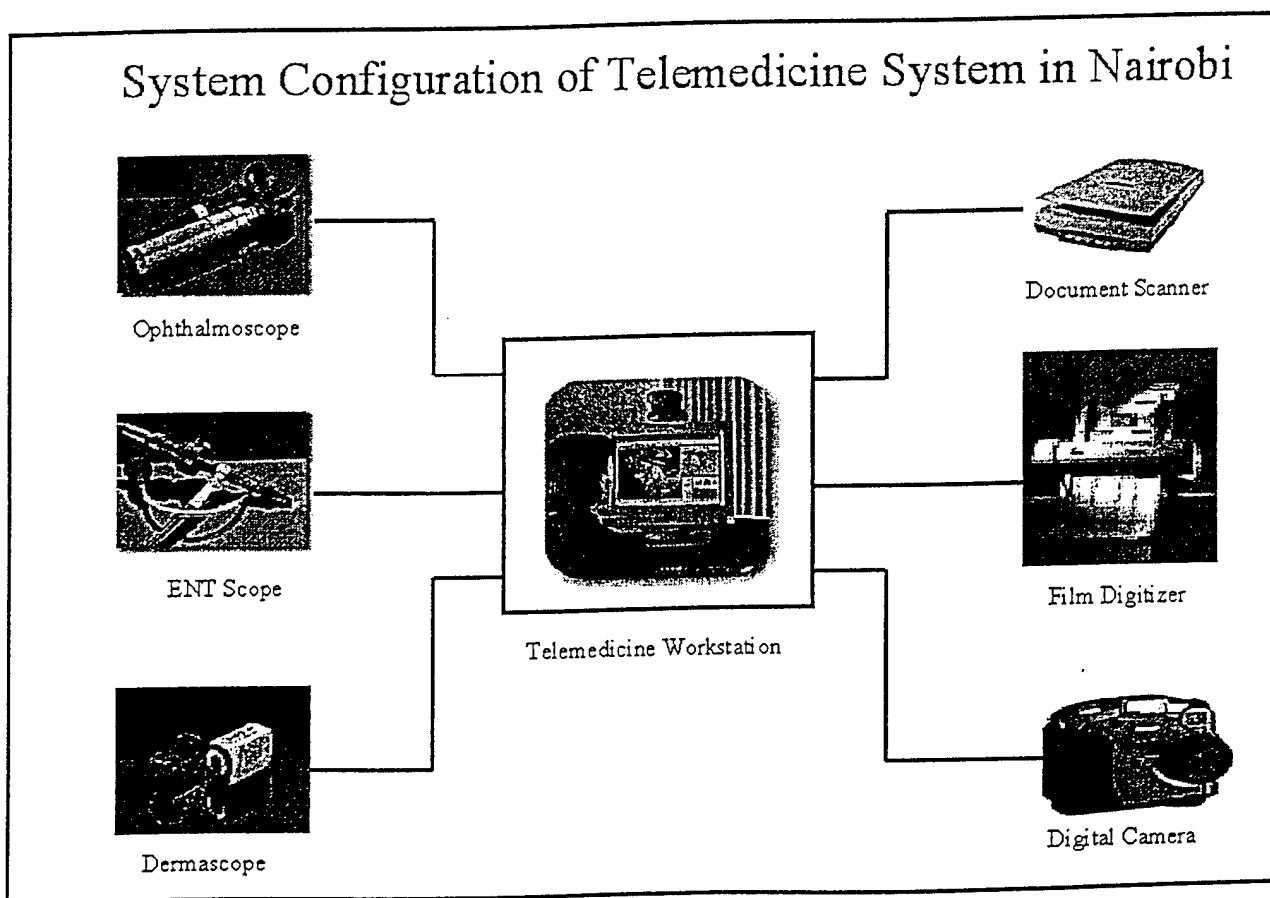 System Configuration of Telemedicine System in Nairobi
Ophthalmoscope
Document Scanner
ENT Scope
Telemedicine Workstation
Film Digitizer
Dermascope
Digital Camera